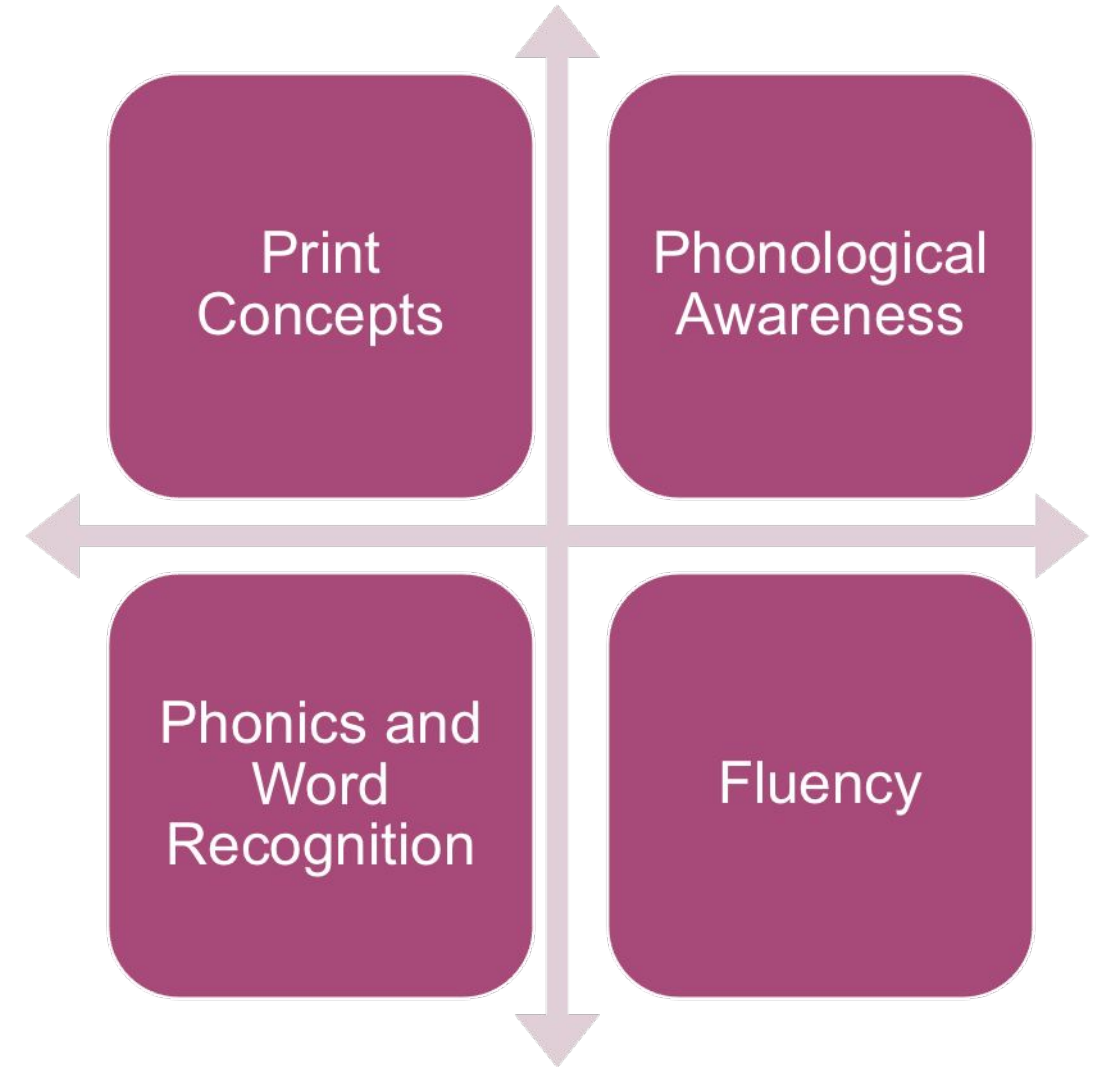 Print
Concepts
Phonological
Awareness
Phonics and
Word
Recognition
Fluency